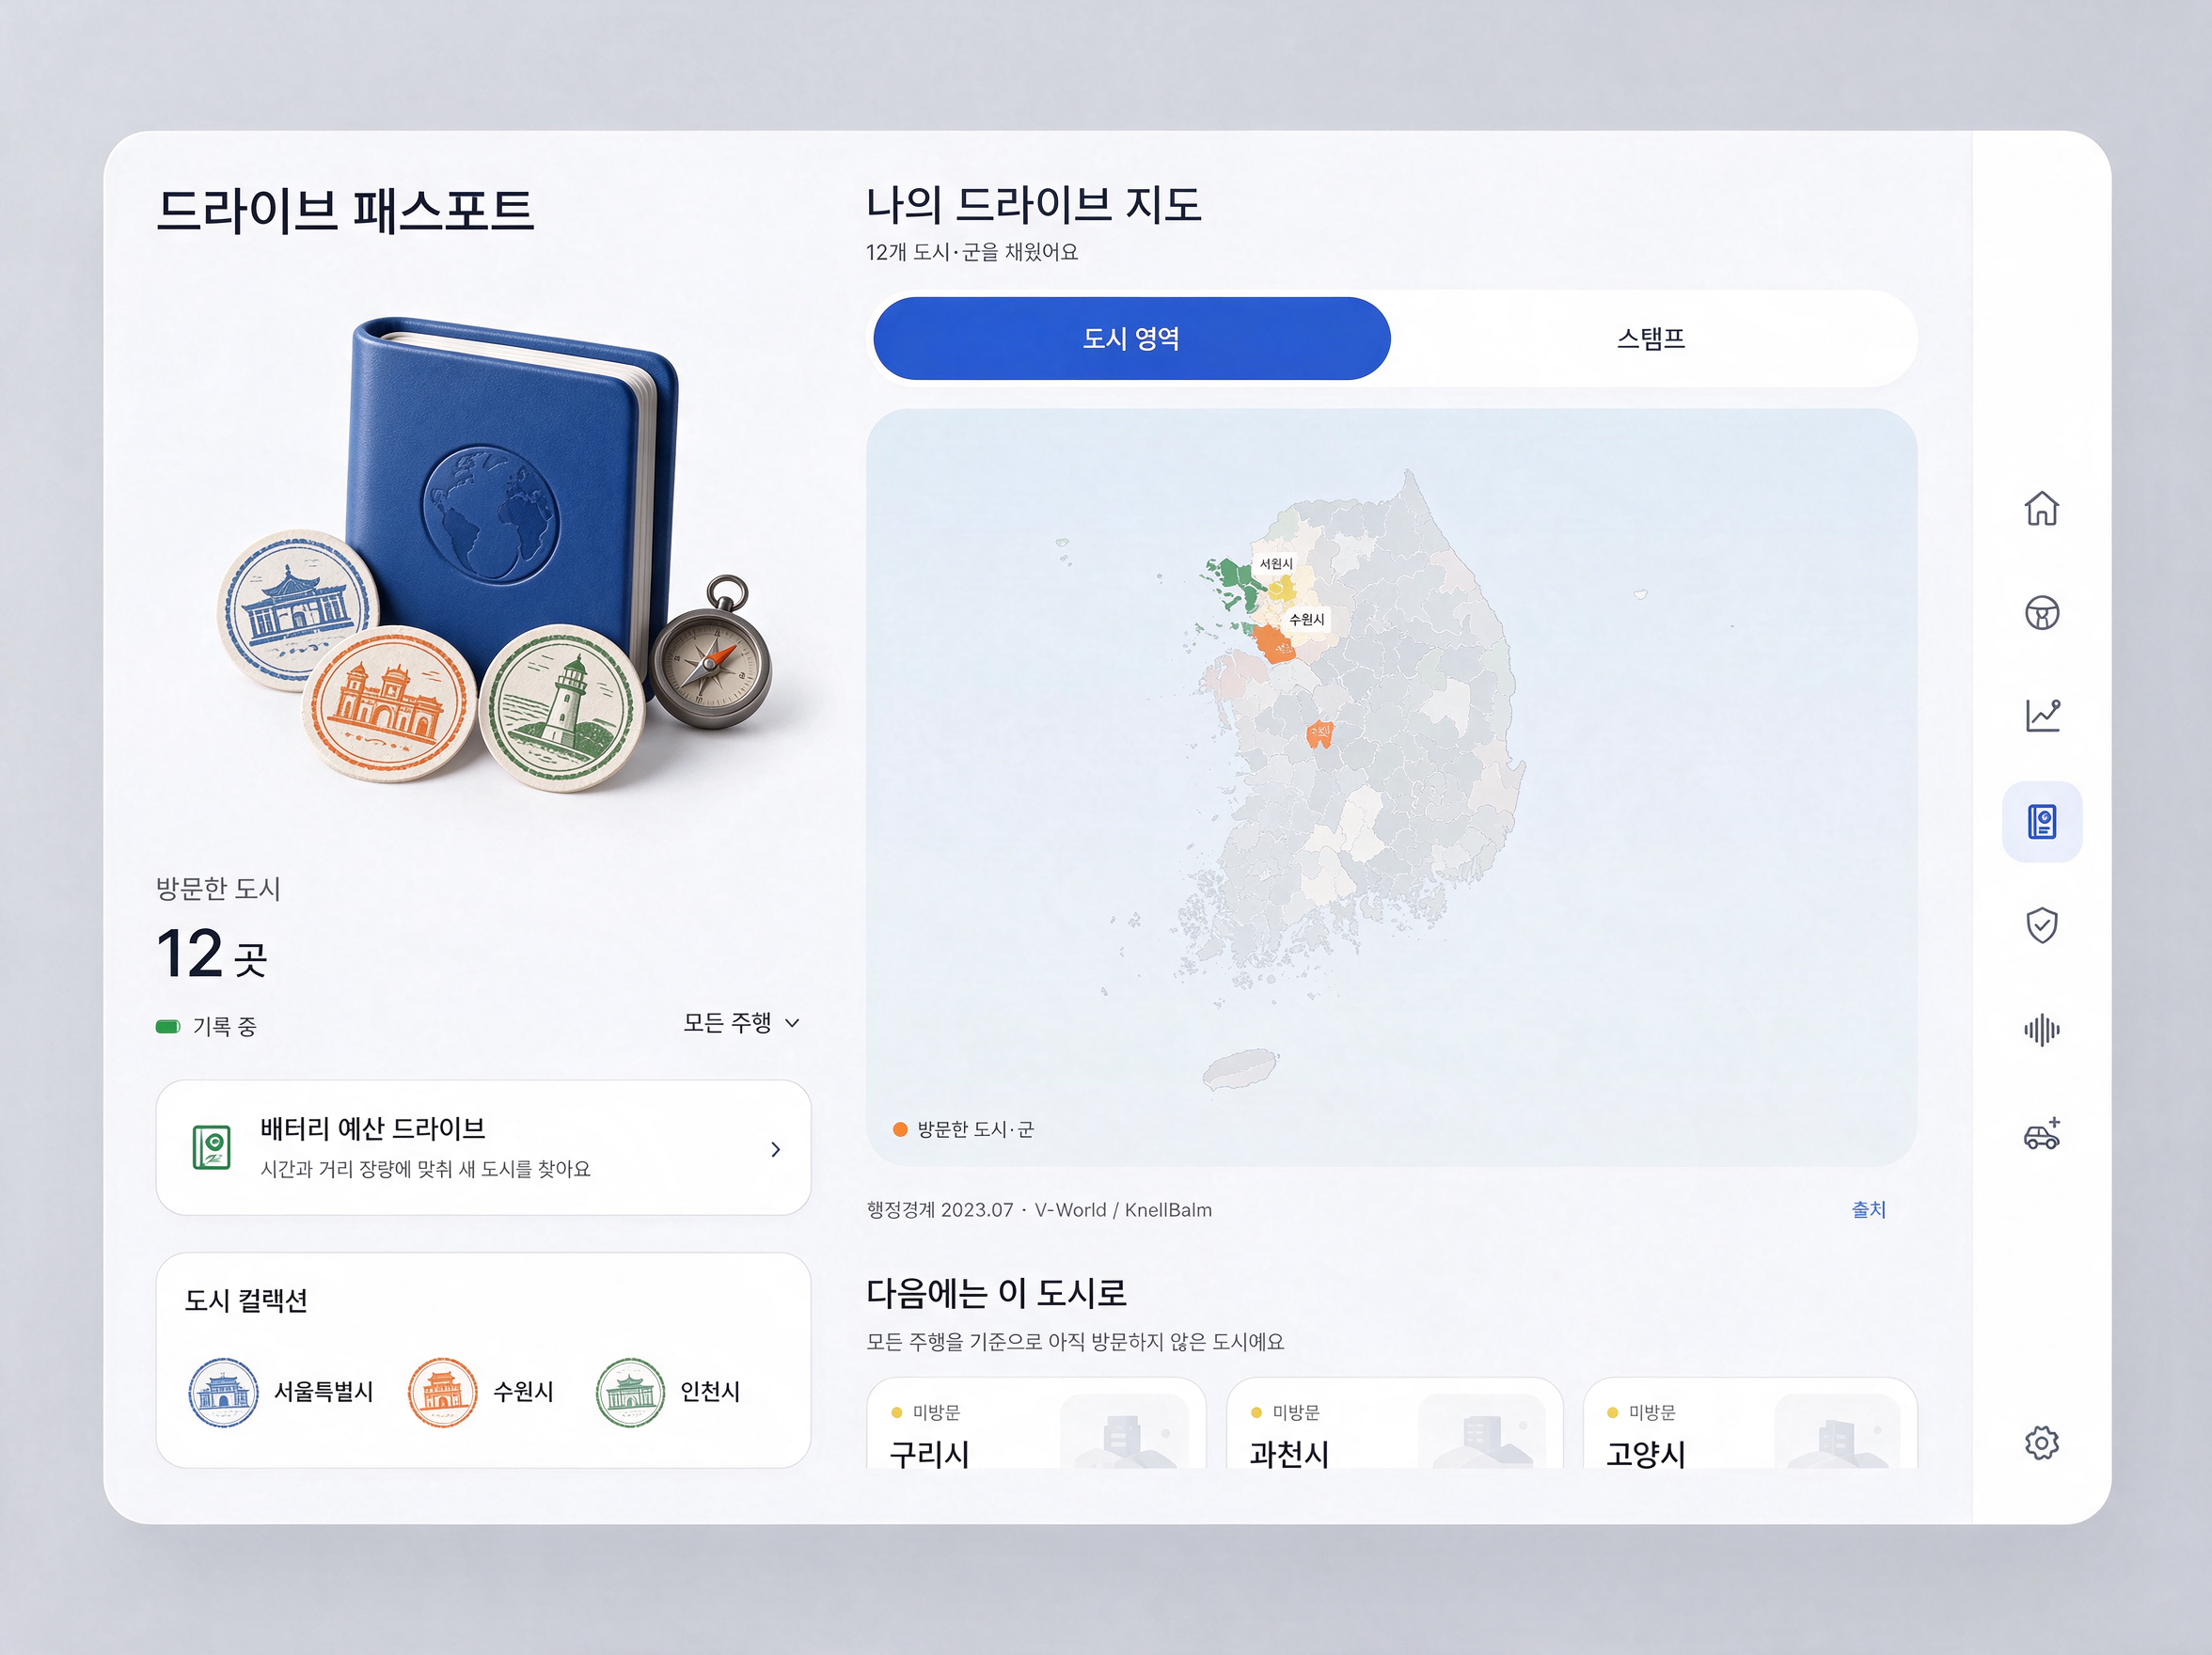 드라이브 패스포트
방문한 도시
12 곳
기록 중
모든 주행
배터리 예산 드라이브
시간과 거리 장량에 맞춰 새 도시를 찾아요
도시 컬랙션
서울특별시
수원시
인천시
나의 드라이브 지도
12개 도시·군을 채웠어요
도시 영역
스탬프
서원시
수원시
방문한 도시·군
행정경계 2023.07 · V-World / KnellBalm
출치
다음에는 이 도시로
모든 주행을 기준으로 아직 방문하지 않은 도시예요
미방문
구리시
미방문
과천시
미방문
고양시